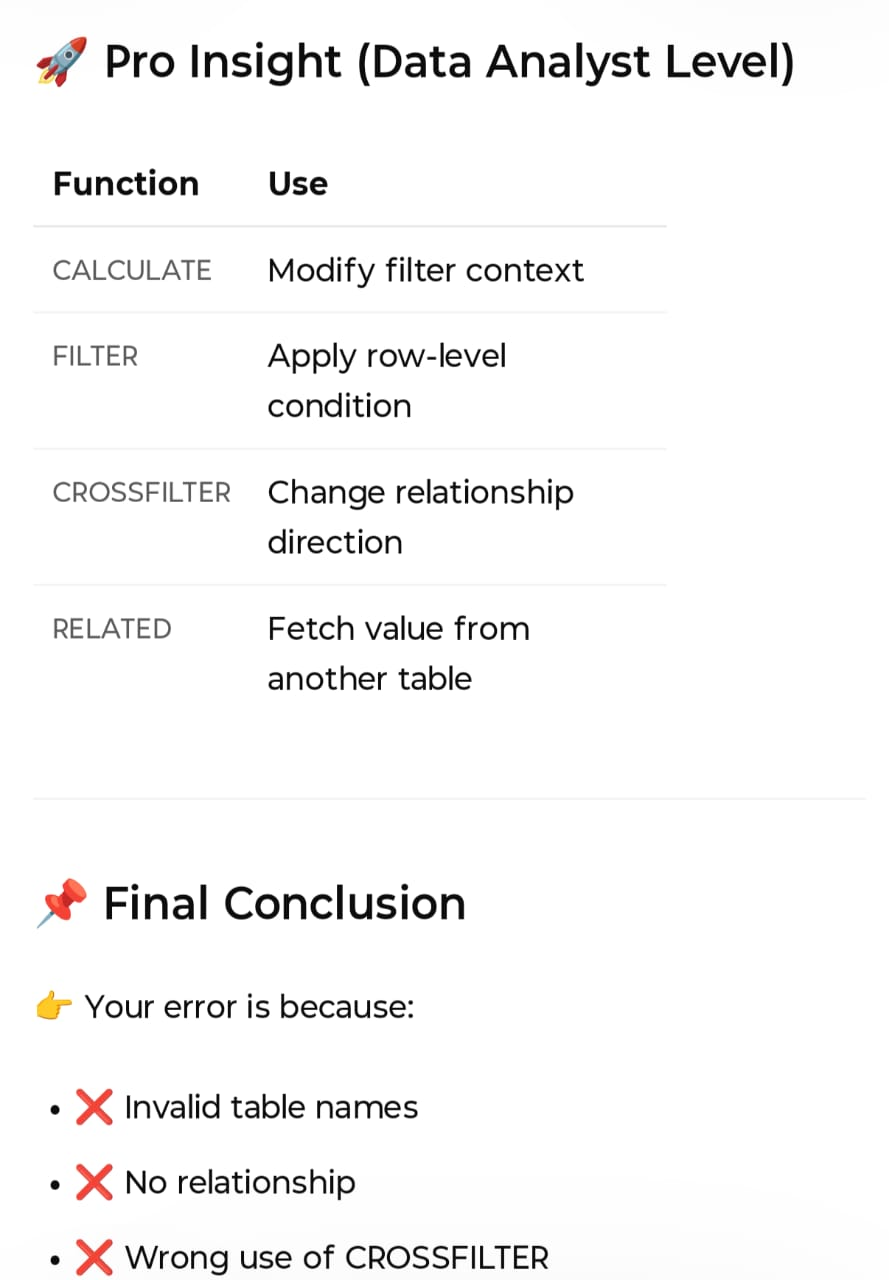 🚀 Pro Insight (Data Analyst Level)
Function Use
CALCULATE Modify filter context
FILTER Apply row-level
condition
CROSSFILTER Change relationship
direction
RELATED Fetch value from
another table
📌 Final Conclusion
👉 Your error is because:
• ❌ Invalid table names
• ❌ No relationship
• ❌ Wrong use of CROSSFILTER